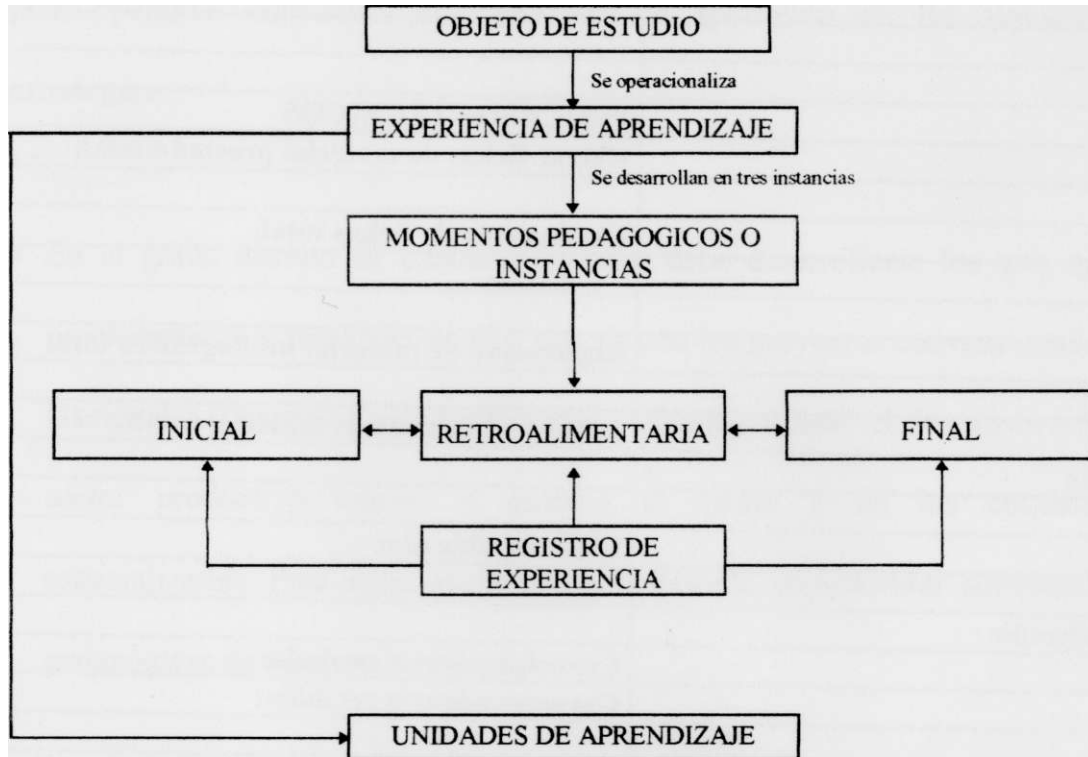 OBJETO DE ESTUDIO
Se operacionaliza
EXPERIENCIA DE APRENDIZAJE
Se desarrollan en tres instancias
MOMENTOS PEDAGOGICOS O
INSTANCIAS
INICIAL
RETROALIMENTARIA
FINAL
REGISTRO DE
EXPERIENCIA
UNIDADES DE APRENDIZAJE